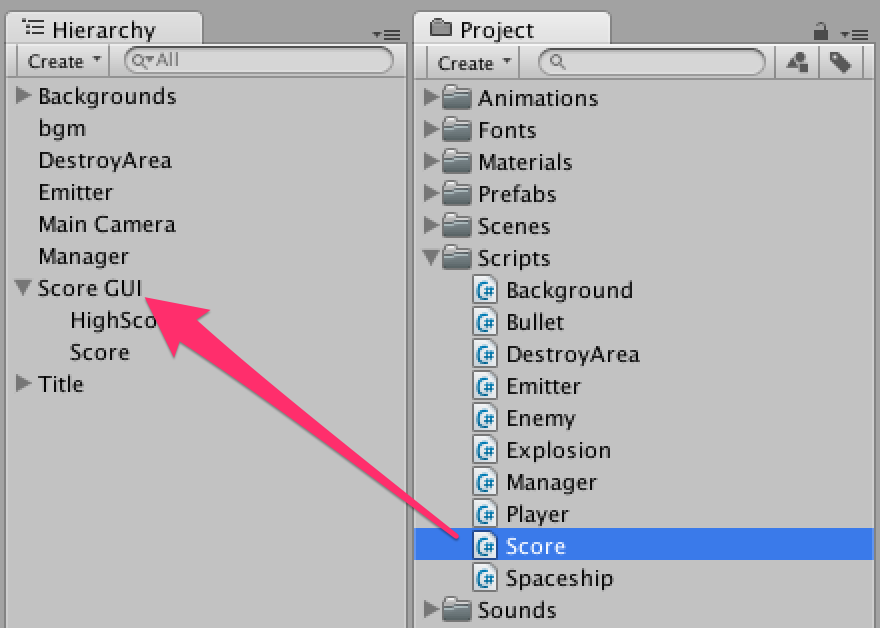 Hierarchy
Create
All
Backgrounds
bgm
DestroyArea
Emitter
Main Camera
Manager
Score GUI
HighSco
Score
Title
Project
Create
Animations
Fonts
Materials
Prefabs
Scenes
Scripts
C# Background
C# Bullet
C# DestroyArea
C# Emitter
C# Enemy
C# Explosion
C# Manager
C# Player
C# Score
C# Spaceship
Sounds